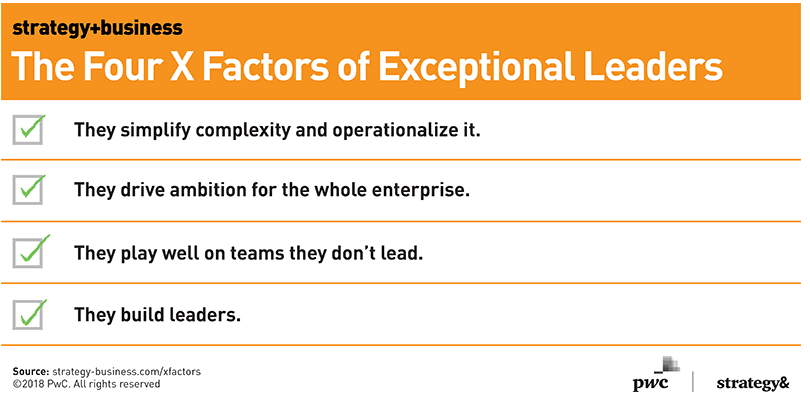 strategy+business
The Four X Factors of Exceptional Leaders
They simplify complexity and operationalize it.
They drive ambition for the whole enterprise.
They play well on teams they don’t lead.
They build leaders.
Source: strategy-business.com/xfactors
©2018 PwC. All rights reserved
pwc
strategy&